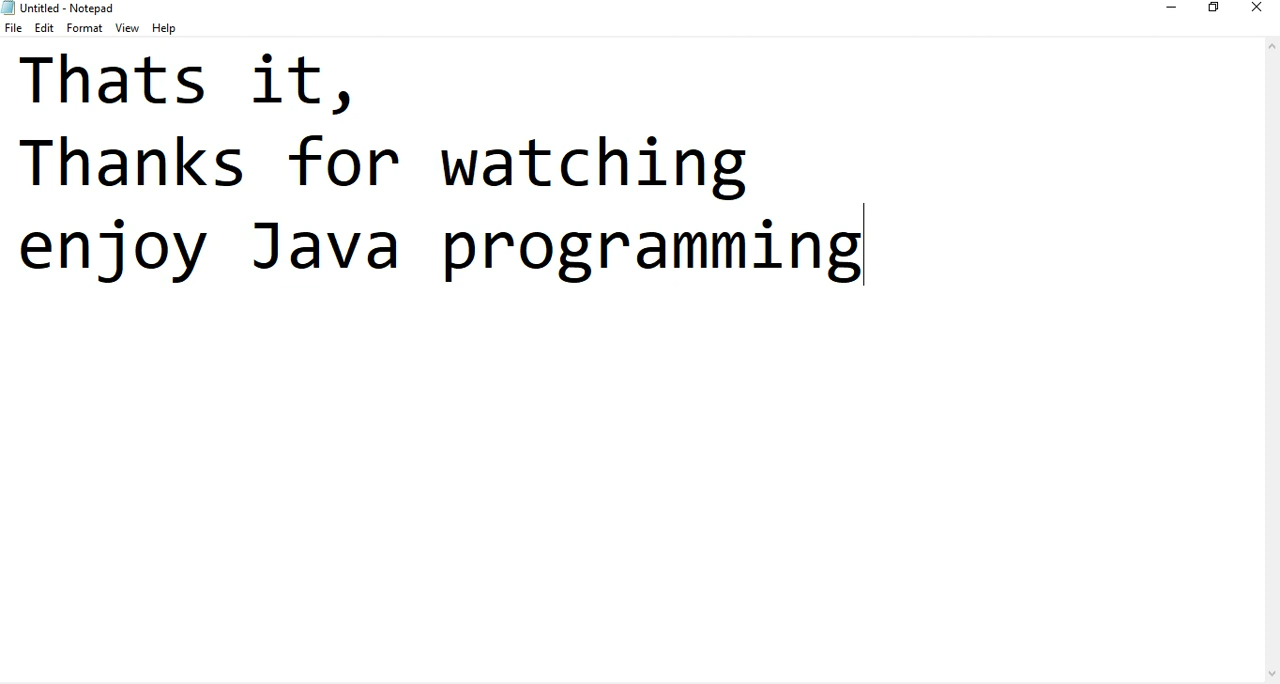 Untitled - Notepad
File Edit Format View Help
Thats it,
Thanks for watching
enjoy Java programming